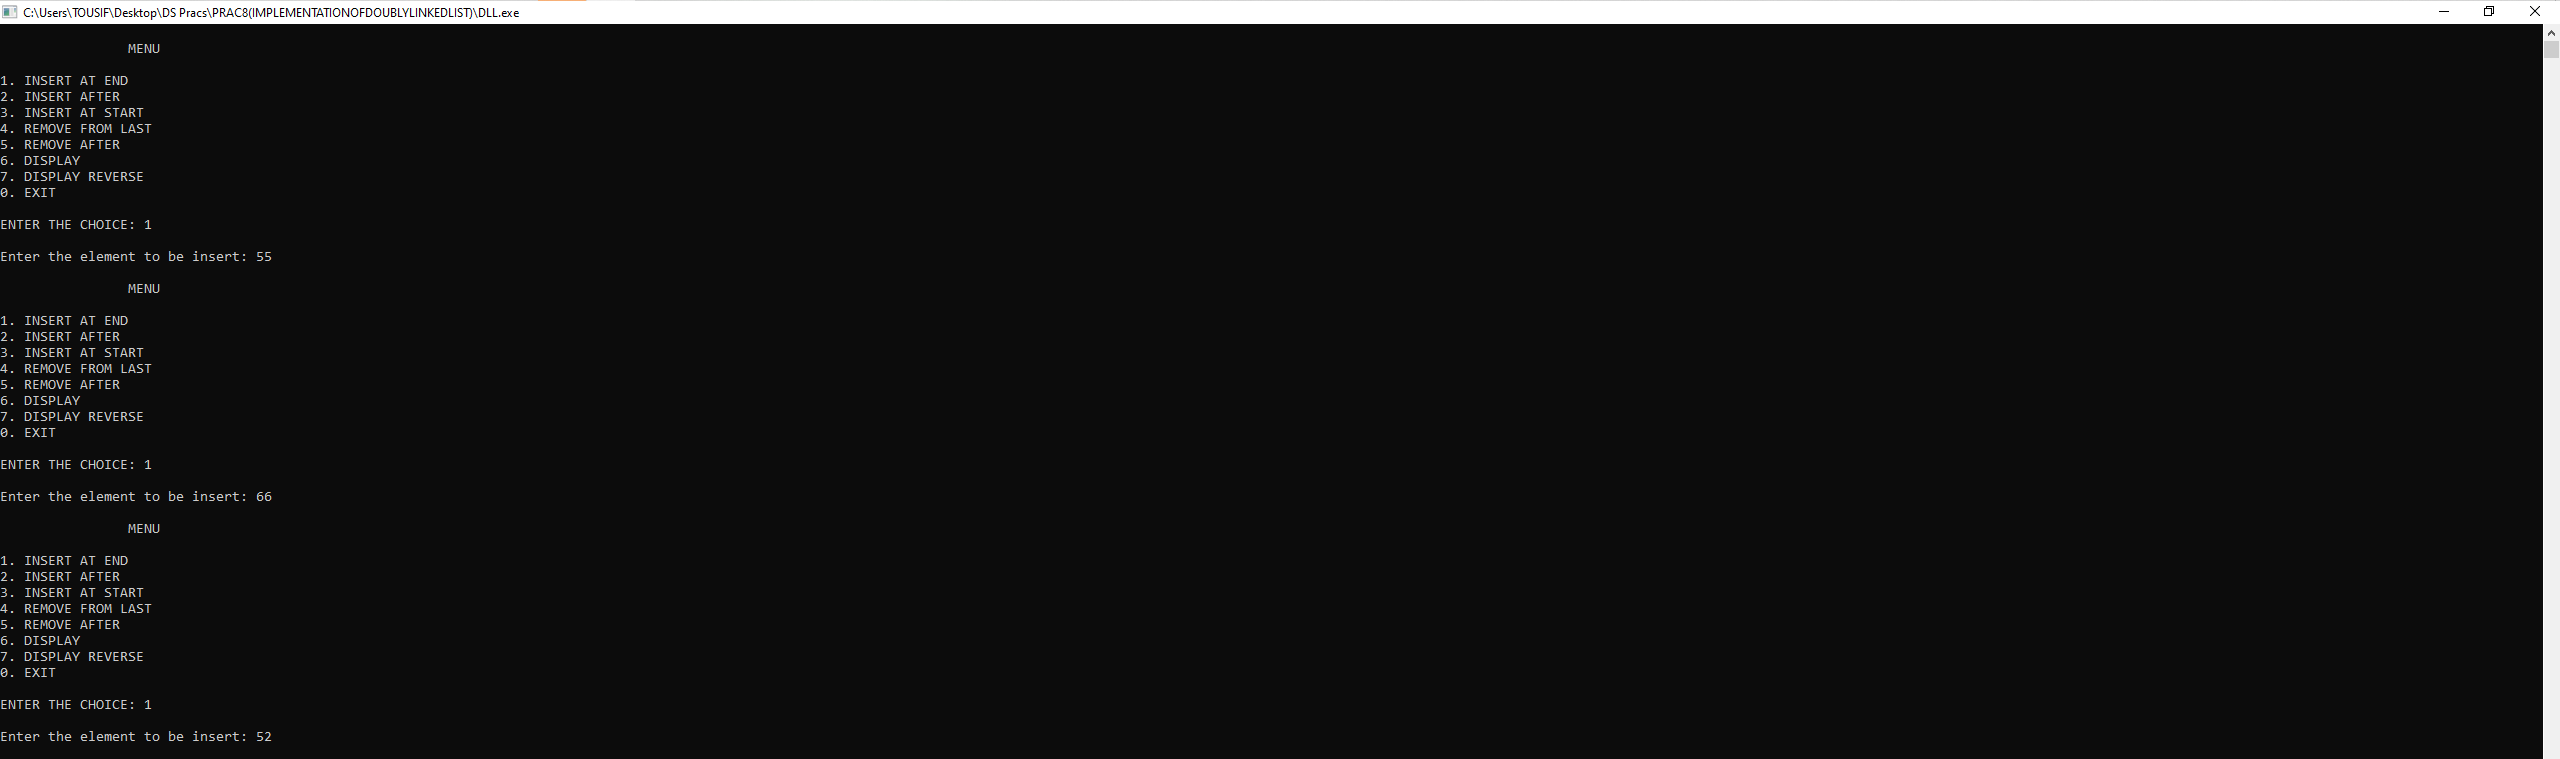 C:\Users\TOUSIF\Desktop\DS Pracs\PRAC8(IMPLEMENTATIONOFDOUBLYLINKEDLIST)\DLL.exe
MENU
1. INSERT AT END
2. INSERT AFTER
3. INSERT AT START
4. REMOVE FROM LAST
5. REMOVE AFTER
6. DISPLAY
7. DISPLAY REVERSE
0. EXIT
ENTER THE CHOICE: 1
Enter the element to be insert: 55
MENU
1. INSERT AT END
2. INSERT AFTER
3. INSERT AT START
4. REMOVE FROM LAST
5. REMOVE AFTER
6. DISPLAY
7. DISPLAY REVERSE
0. EXIT
ENTER THE CHOICE: 1
Enter the element to be insert: 66
MENU
1. INSERT AT END
2. INSERT AFTER
3. INSERT AT START
4. REMOVE FROM LAST
5. REMOVE AFTER
6. DISPLAY
7. DISPLAY REVERSE
0. EXIT
ENTER THE CHOICE: 1
Enter the element to be insert: 52